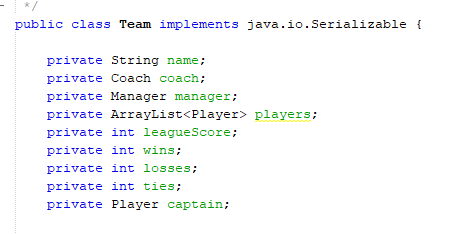 */
public class Team implements java.io.Serializable {
private String name;
private Coach coach;
private Manager manager;
private ArrayList<Player> players;
private int leagueScore;
private int wins;
private int losses;
private int ties;
private Player captain;